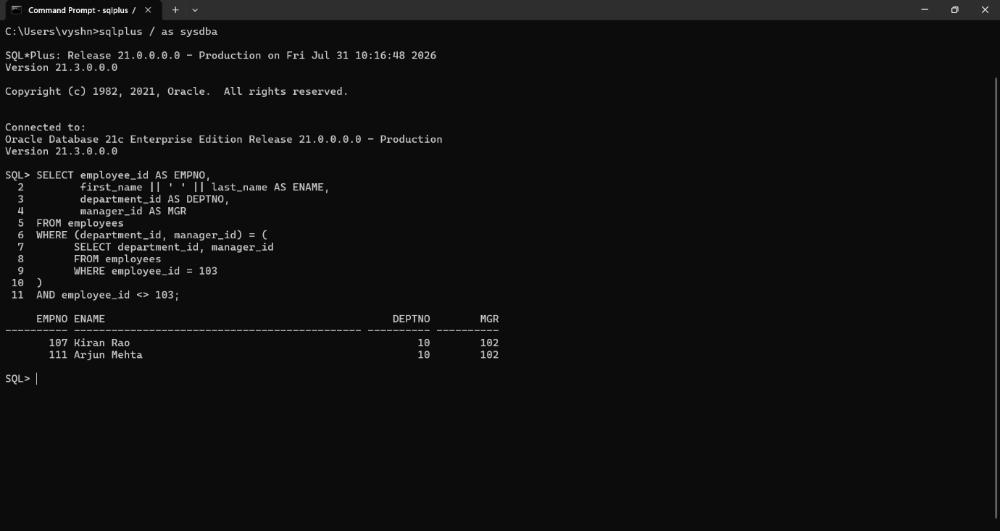 Command Prompt - sqlplus /
C:\Users\vyshn>sqlplus / as sysdba
SQL*Plus: Release 21.0.0.0.0 - Production on Fri Jul 31 10:16:48 2026
Version 21.3.0.0.0
Copyright (c) 1982, 2021, Oracle.  All rights reserved.
Connected to:
Oracle Database 21c Enterprise Edition Release 21.0.0.0.0 - Production
Version 21.3.0.0.0
SQL> SELECT employee_id AS EMPNO,
  2         first_name || ' ' || last_name AS ENAME,
  3         department_id AS DEPTNO,
  4         manager_id AS MGR
  5  FROM employees
  6  WHERE (department_id, manager_id) = (
  7        SELECT department_id, manager_id
  8        FROM employees
  9        WHERE employee_id = 103
 10  )
 11  AND employee_id <> 103;
     EMPNO ENAME                                              DEPTNO        MGR
---------- ---------------------------------------------- ---------- ----------
       107 Kiran Rao                                              10        102
       111 Arjun Mehta                                            10        102
SQL>